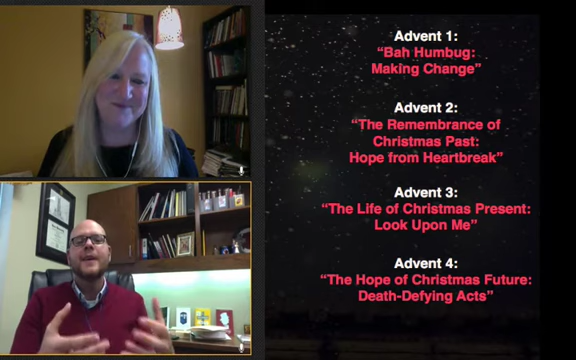 Advent 1:
“Bah Humbug:
Making Change”
Advent 2:
“The Remembrance of
Christmas Past:
Hope from Heartbreak”
Advent 3:
“The Life of Christmas Present:
Look Upon Me”
Advent 4:
“The Hope of Christmas Future:
Death-Defying Acts”